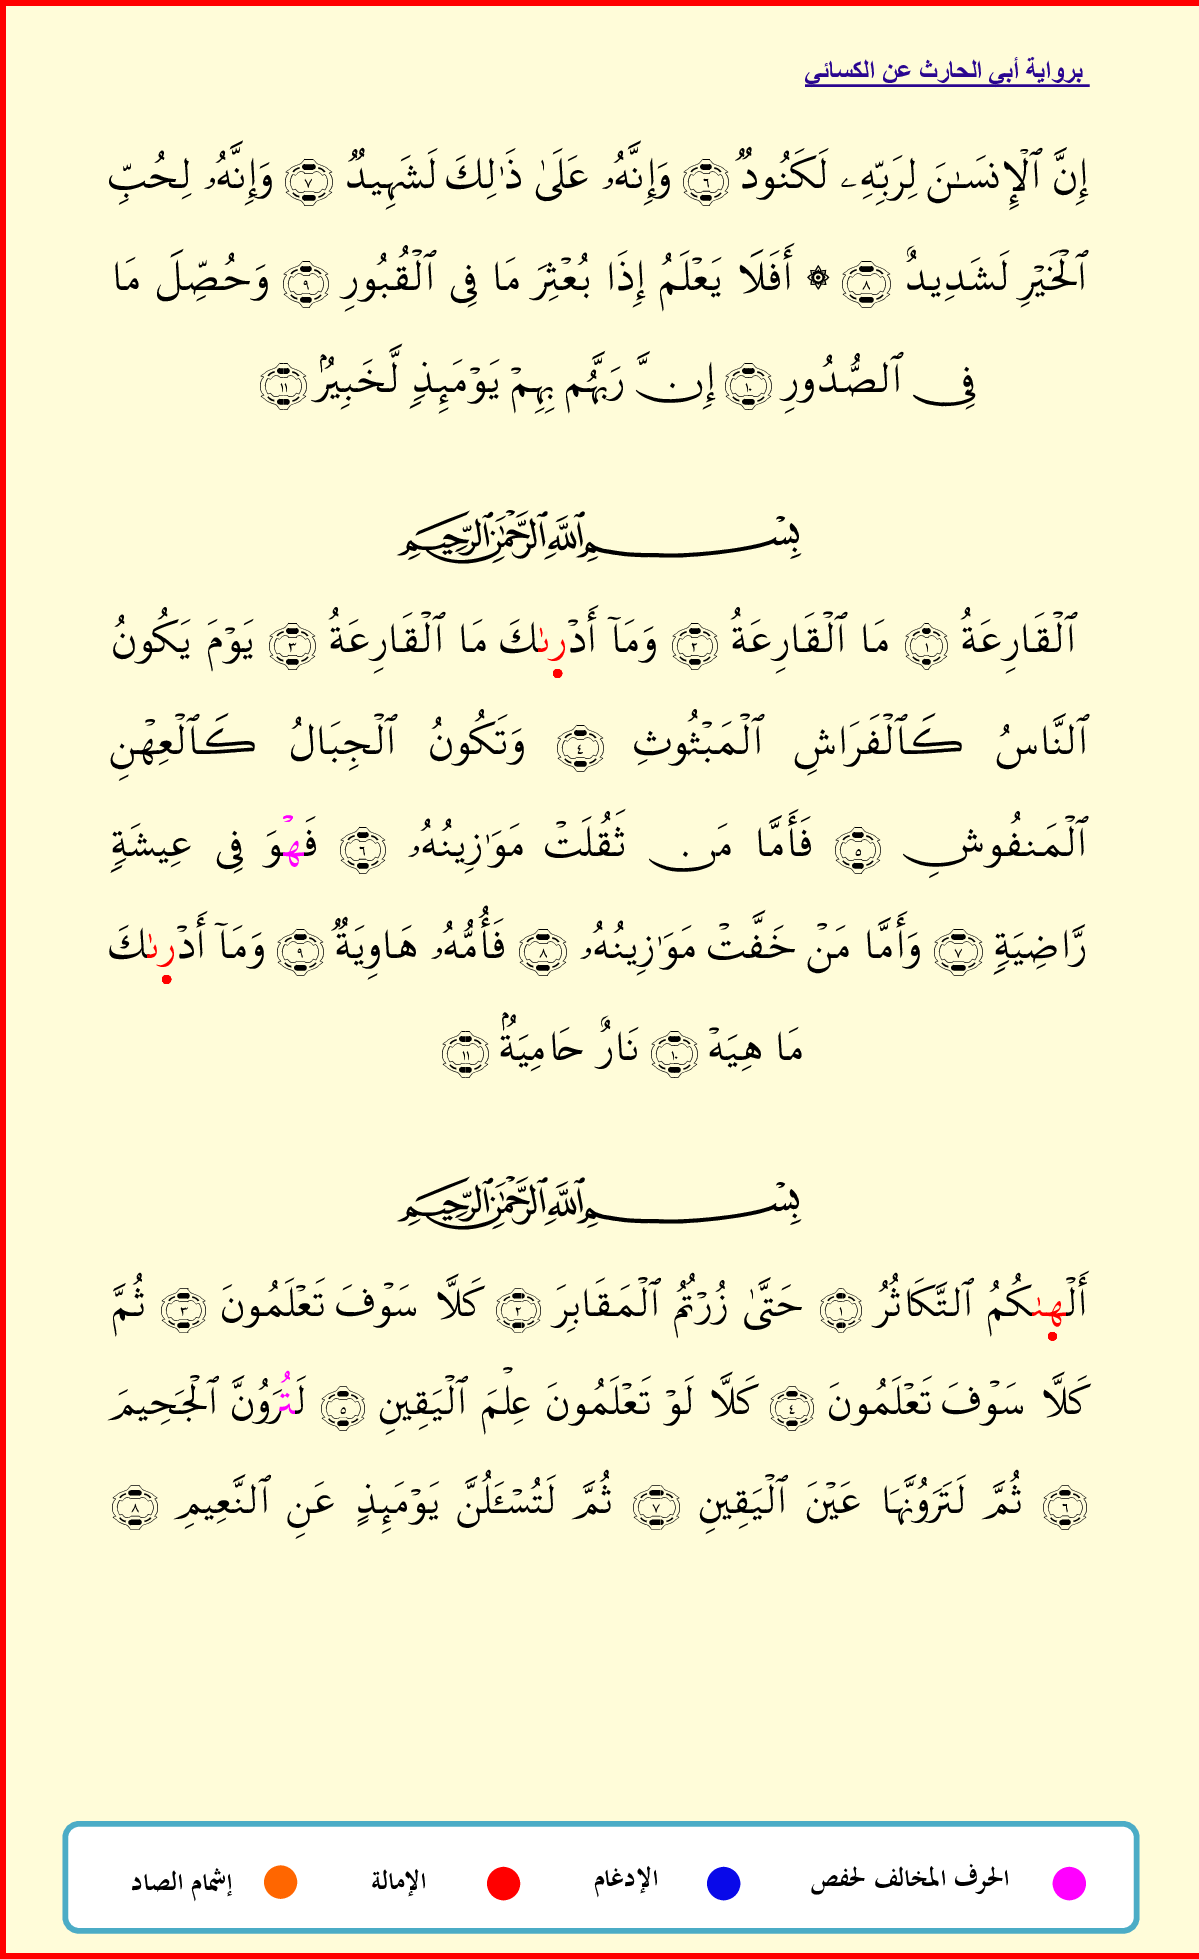 برواية أبي الحارث عن الكسائي
إِنَّ ٱلْإِنسَـٰنَ لِرَبِّهِۦ لَكَنُودٌ ٦ وَإِنَّهُۥ عَلَىٰ ذَٰلِكَ لَشَهِيدٌ ٧ وَإِنَّهُۥ لِحُبِّ
ٱلْخَيْرِ لَشَدِيدٌ ٨ ۞ أَفَلَا يَعْلَمُ إِذَا بُعْثِرَ مَا فِى ٱلْقُبُورِ ٩ وَحُصِّلَ مَا
فِى ٱلصُّدُورِ ١٠ إِنَّ رَبَّهُم بِهِمْ يَوْمَئِذٍ لَّخَبِيرٌۢ ١١
بِسْمِ ٱللَّهِ ٱلرَّحْمَـٰنِ ٱلرَّحِيمِ
ٱلْقَارِعَةُ ١ مَا ٱلْقَارِعَةُ ٢ وَمَآ أَدْرِىٰكَ مَا ٱلْقَارِعَةُ ٣ يَوْمَ يَكُونُ
ٱلنَّاسُ كَٱلْفَرَاشِ ٱلْمَبْثُوثِ ٤ وَتَكُونُ ٱلْجِبَالُ كَٱلْعِهْنِ
ٱلْمَنفُوشِ ٥ فَأَمَّا مَن ثَقُلَتْ مَوَٰزِينُهُۥ ٦ فَهْوَ فِى عِيشَةٍ
رَّاضِيَةٍ ٧ وَأَمَّا مَنْ خَفَّتْ مَوَٰزِينُهُۥ ٨ فَأُمُّهُۥ هَاوِيَةٌ ٩ وَمَآ أَدْرِىٰكَ
مَا هِيَهْ ١٠ نَارٌ حَامِيَةٌۢ ١١
بِسْمِ ٱللَّهِ ٱلرَّحْمَـٰنِ ٱلرَّحِيمِ
أَلْهىٰكُمُ ٱلتَّكَاثُرُ ١ حَتَّىٰ زُرْتُمُ ٱلْمَقَابِرَ ٢ كَلَّا سَوْفَ تَعْلَمُونَ ٣ ثُمَّ
كَلَّا سَوْفَ تَعْلَمُونَ ٤ كَلَّا لَوْ تَعْلَمُونَ عِلْمَ ٱلْيَقِينِ ٥ لَتُرَوُنَّ ٱلْجَحِيمَ
٦ ثُمَّ لَتَرَوُنَّهَا عَيْنَ ٱلْيَقِينِ ٧ ثُمَّ لَتُسْـَٔلُنَّ يَوْمَئِذٍ عَنِ ٱلنَّعِيمِ ٨
الحرف المخالف لحفص الإدغام الإمالة إشمام الصاد